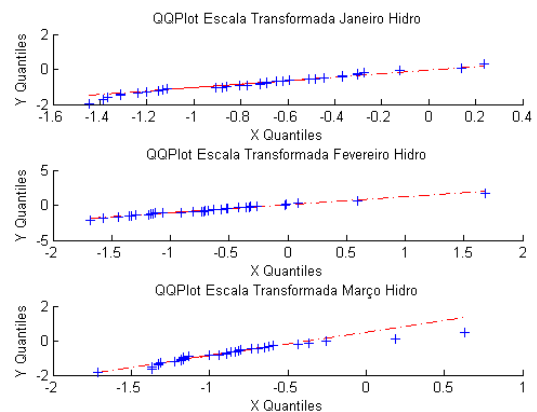 QQPlot Escala Transformada Janeiro Hidro
Y Quantiles
2
0
-2
-1.6 -1.4 -1.2 -1 -0.8 -0.6 -0.4 -0.2 0 0.2 0.4
X Quantiles
QQPlot Escala Transformada Fevereiro Hidro
Y Quantiles
5
0
-5
-2 -1.5 -1 -0.5 0 0.5 1 1.5 2
X Quantiles
QQPlot Escala Transformada Março Hidro
Y Quantiles
2
0
-2
-2 -1.5 -1 -0.5 0 0.5 1
X Quantiles